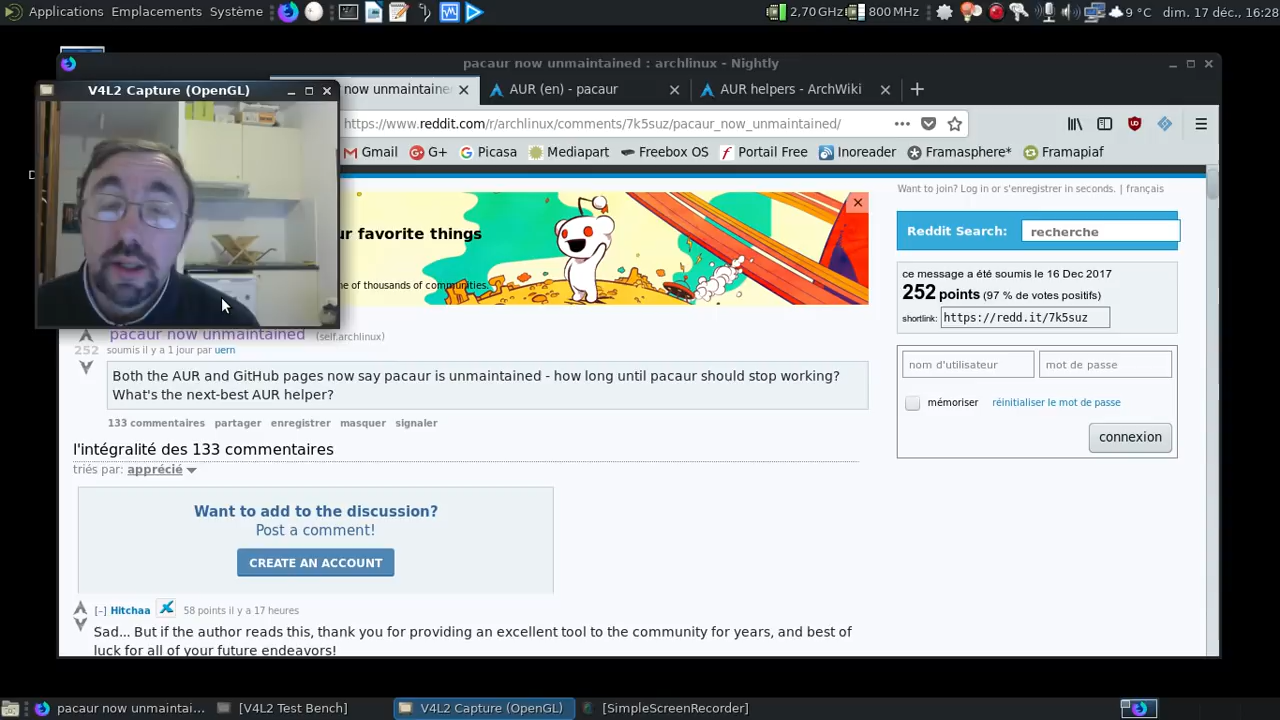 Applications Emplacements Système
2,70 GHz 800 MHz 9 °C dim. 17 déc., 16:28
pacaur now unmaintained : archlinux - Nightly
V4L2 Capture (OpenGL)
now unmaintaine
AUR (en) - pacaur
AUR helpers - ArchWiki
https://www.reddit.com/r/archlinux/comments/7k5suz/pacaur_now_unmaintained/
Gmail G+ Picasa Mediapart Freebox OS Portail Free Inoreader Framasphère* Framapiaf
Want to join? Log in or s'enregistrer in seconds. | français
ur favorite things
ne of thousands of communities.
Reddit Search: recherche
ce message a été soumis le 16 Dec 2017
252 points (97 % de votes positifs)
shortlink: https://redd.it/7k5suz
nom d'utilisateur mot de passe
mémoriser réinitialiser le mot de passe
connexion
pacaur now unmaintained (self.archlinux)
252
soumis il y a 1 jour par uern
Both the AUR and GitHub pages now say pacaur is unmaintained - how long until pacaur should stop working?
What's the next-best AUR helper?
133 commentaires partager enregistrer masquer signaler
l'intégralité des 133 commentaires
triés par: apprécié
Want to add to the discussion?
Post a comment!
CREATE AN ACCOUNT
[–] Hitchaa 58 points il y a 17 heures
Sad... But if the author reads this, thank you for providing an excellent tool to the community for years, and best of
luck for all of your future endeavors!
pacaur now unmaintai... [V4L2 Test Bench] V4L2 Capture (OpenGL) [SimpleScreenRecorder]